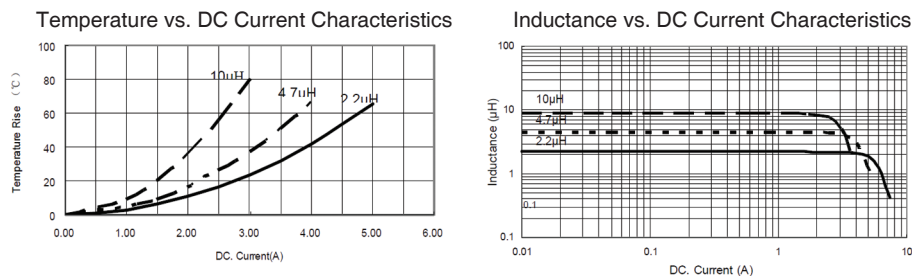 Temperature vs. DC Current Characteristics
100
80
60
40
20
0
Temperature Rise (℃)
10uH
4 7uH
2 2uH
0.00 1.00 2.00 3.00 4.00 5.00 6.00
DC. Current(A)
Inductance vs. DC Current Characteristics
100
10
1
0.1
Inductance (µH)
10µH
4.7µH
2.2µH
0.1
0.01 0.1 1 10
DC. Current (A)